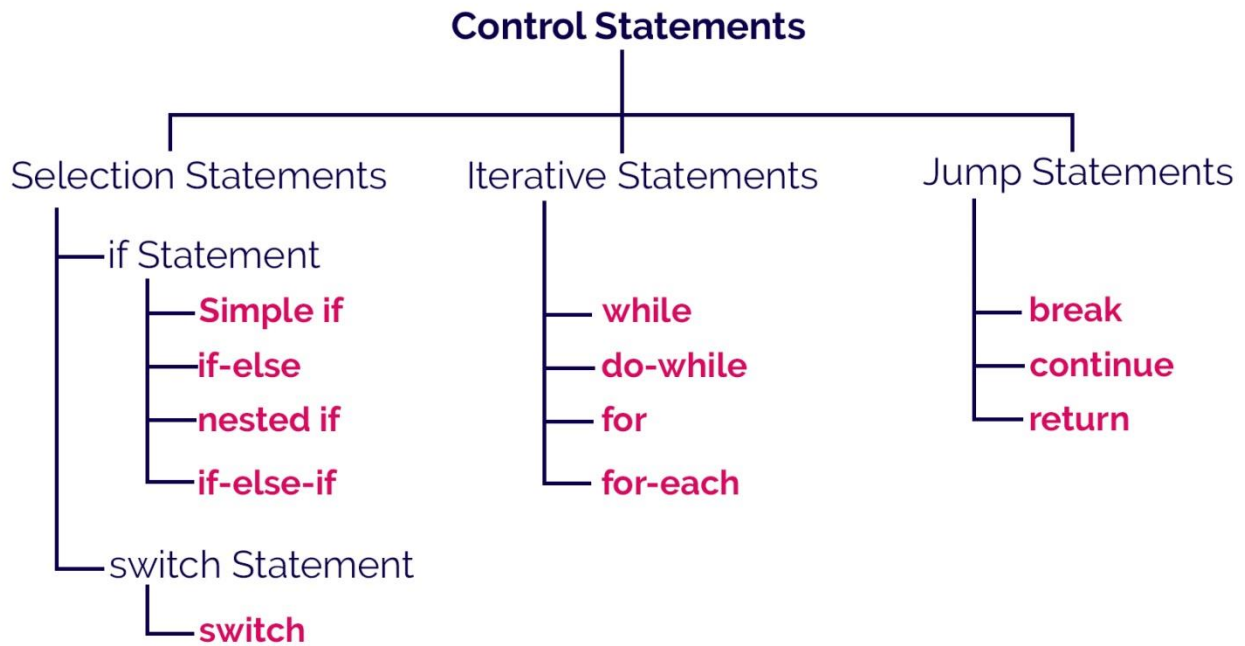 Control Statements
Selection Statements
if Statement
Simple if
if-else
nested if
if-else-if
switch Statement
switch
Iterative Statements
while
do-while
for
for-each
Jump Statements
break
continue
return